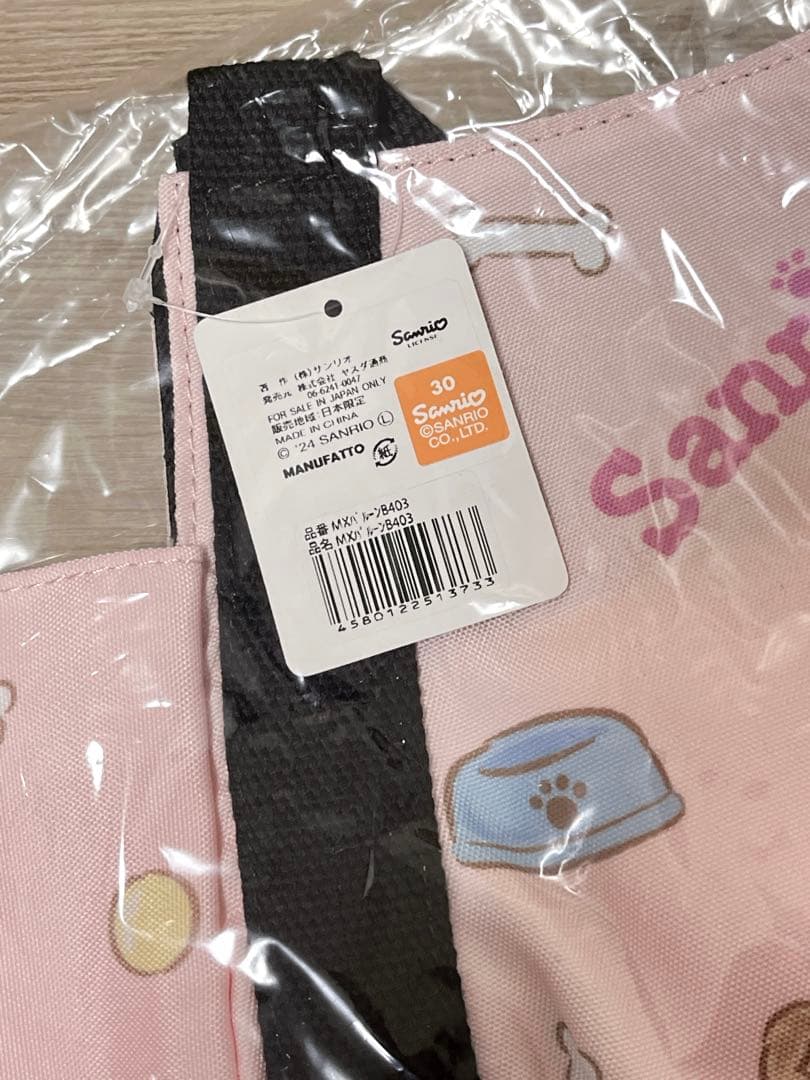 Sanrio
LICENSE
著作 (株)サンリオ
発売元 株式会社 ヤスダ通商
06-6241-0047
FOR SALE IN JAPAN ONLY
販売地域:日本限定
MADE IN CHINA
© '24 SANRIO Ⓛ
MANUFATTO 紙
30
Sanrio
©SANRIO
CO.,LTD.
品番 MXバルーンB403
品名 MXバルーンB403
4580122513733
Sanri